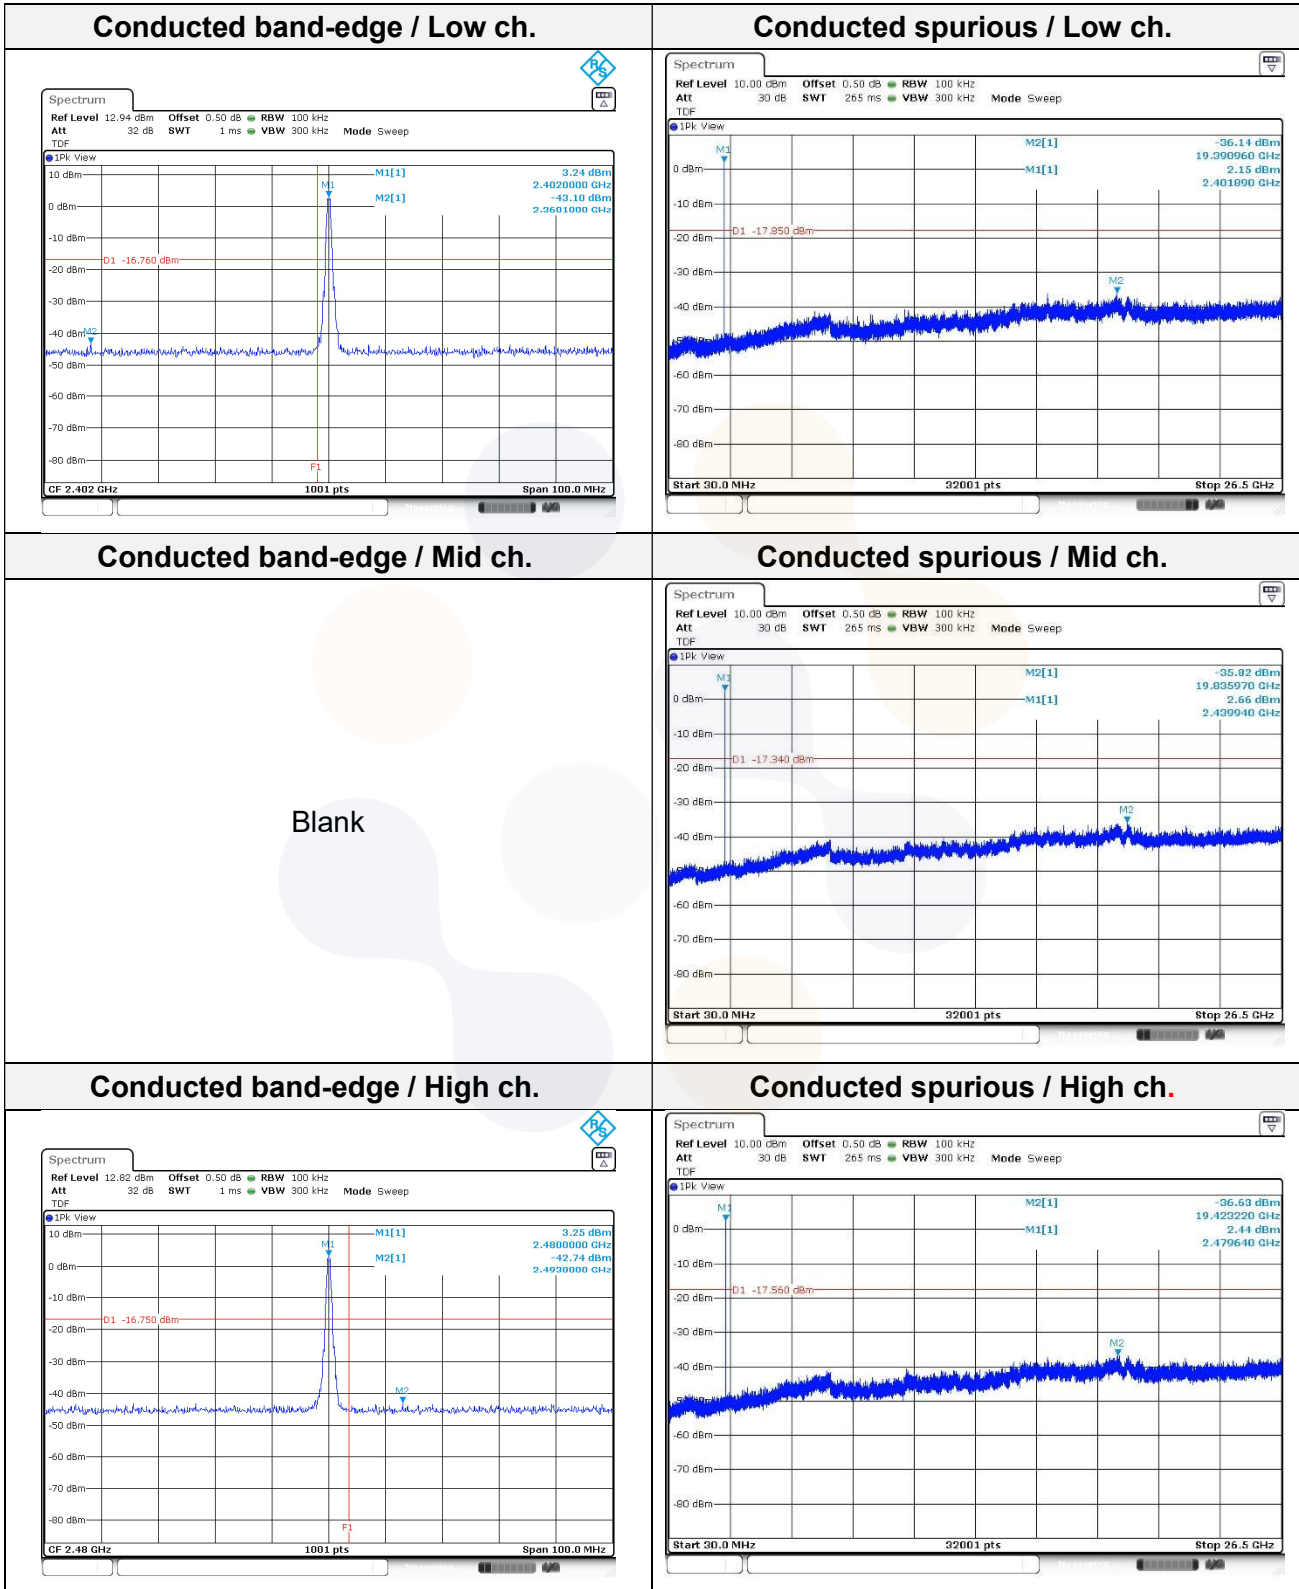 Conducted band-edge / Low ch.
Conducted spurious / Low ch.
Spectrum
Ref Level 12.94 dBm Offset 0.50 dB RBW 100 kHz
Att 32 dB SWT 1 ms VBW 300 kHz Mode Sweep
TDF
1Pk View
M1[1] 3.24 dBm
2.4020000 GHz
M2[1] -43.10 dBm
2.3601000 GHz
10 dBm
M1
0 dBm
-10 dBm
D1 -16.760 dBm
-20 dBm
-30 dBm
-40 dBm
M2
-50 dBm
-60 dBm
-70 dBm
-80 dBm
F1
CF 2.402 GHz 1001 pts Span 100.0 MHz
Spectrum
Ref Level 10.00 dBm Offset 0.50 dB RBW 100 kHz
Att 30 dB SWT 265 ms VBW 300 kHz Mode Sweep
TDF
1Pk View
M2[1] -36.14 dBm
19.390960 GHz
M1[1] 2.15 dBm
2.401890 GHz
M1
0 dBm
-10 dBm
D1 -17.850 dBm
-20 dBm
-30 dBm
M2
-40 dBm
-60 dBm
-70 dBm
-80 dBm
Start 30.0 MHz 32001 pts Stop 26.5 GHz
Conducted band-edge / Mid ch.
Conducted spurious / Mid ch.
Blank
Spectrum
Ref Level 10.00 dBm Offset 0.50 dB RBW 100 kHz
Att 30 dB SWT 265 ms VBW 300 kHz Mode Sweep
TDF
1Pk View
M2[1] -35.82 dBm
19.835970 GHz
M1[1] 2.66 dBm
2.439940 GHz
M1
0 dBm
-10 dBm
D1 -17.340 dBm
-20 dBm
-30 dBm
M2
-40 dBm
-60 dBm
-70 dBm
-80 dBm
Start 30.0 MHz 32001 pts Stop 26.5 GHz
Conducted band-edge / High ch.
Conducted spurious / High ch.
Spectrum
Ref Level 12.82 dBm Offset 0.50 dB RBW 100 kHz
Att 32 dB SWT 1 ms VBW 300 kHz Mode Sweep
TDF
1Pk View
M1[1] 3.25 dBm
2.4800000 GHz
M2[1] -42.74 dBm
2.4930000 GHz
10 dBm
M1
0 dBm
-10 dBm
D1 -16.750 dBm
-20 dBm
-30 dBm
-40 dBm
M2
-50 dBm
-60 dBm
-70 dBm
-80 dBm
F1
CF 2.48 GHz 1001 pts Span 100.0 MHz
Spectrum
Ref Level 10.00 dBm Offset 0.50 dB RBW 100 kHz
Att 30 dB SWT 265 ms VBW 300 kHz Mode Sweep
TDF
1Pk View
M2[1] -36.63 dBm
19.423220 GHz
M1[1] 2.44 dBm
2.479640 GHz
M1
0 dBm
-10 dBm
D1 -17.560 dBm
-20 dBm
-30 dBm
M2
-40 dBm
-60 dBm
-70 dBm
-80 dBm
Start 30.0 MHz 32001 pts Stop 26.5 GHz